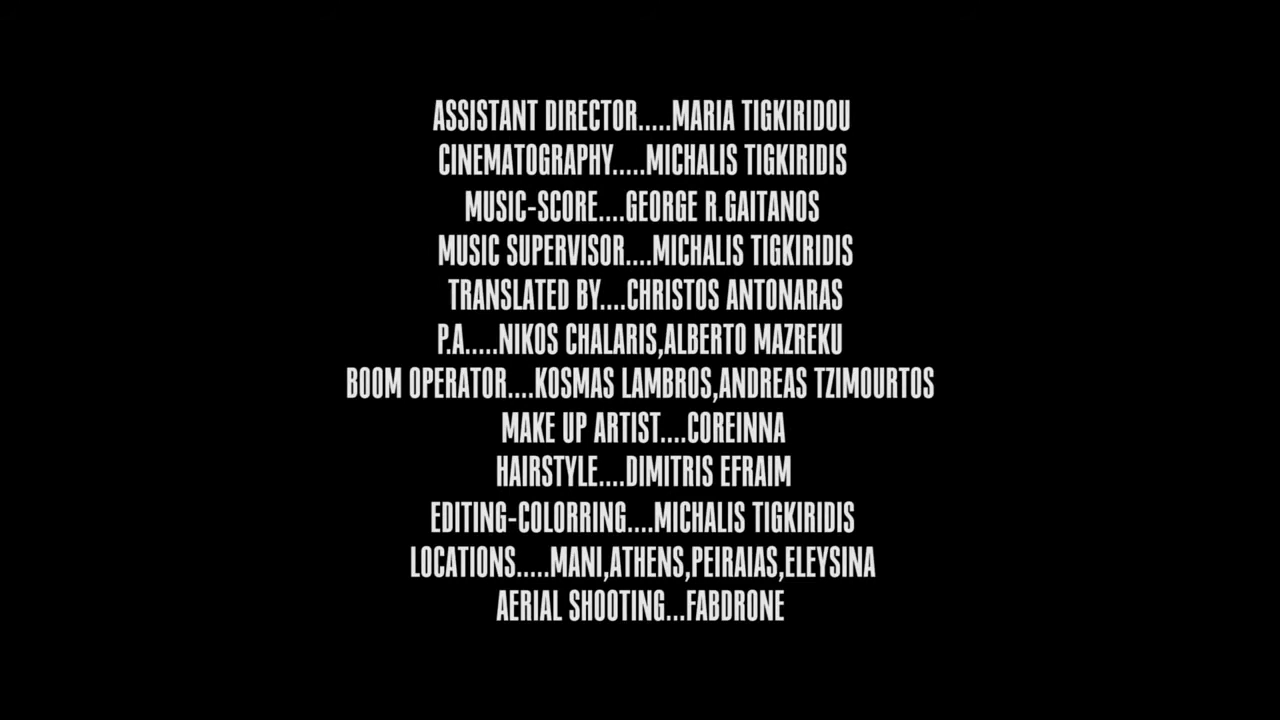 ASSISTANT DIRECTOR.....MARIA TIGKIRIDOU
CINEMATOGRAPHY.....MICHALIS TIGKIRIDIS
MUSIC-SCORE....GEORGE R.GAITANOS
MUSIC SUPERVISOR....MICHALIS TIGKIRIDIS
TRANSLATED BY....CHRISTOS ANTONARAS
P.A.....NIKOS CHALARIS,ALBERTO MAZREKU
BOOM OPERATOR....KOSMAS LAMBROS,ANDREAS TZIMOURTOS
MAKE UP ARTIST....COREINNA
HAIRSTYLE....DIMITRIS EFRAIM
EDITING-COLORRING....MICHALIS TIGKIRIDIS
LOCATIONS.....MANI,ATHENS,PEIRAIAS,ELEYSINA
AERIAL SHOOTING...FABDRONE